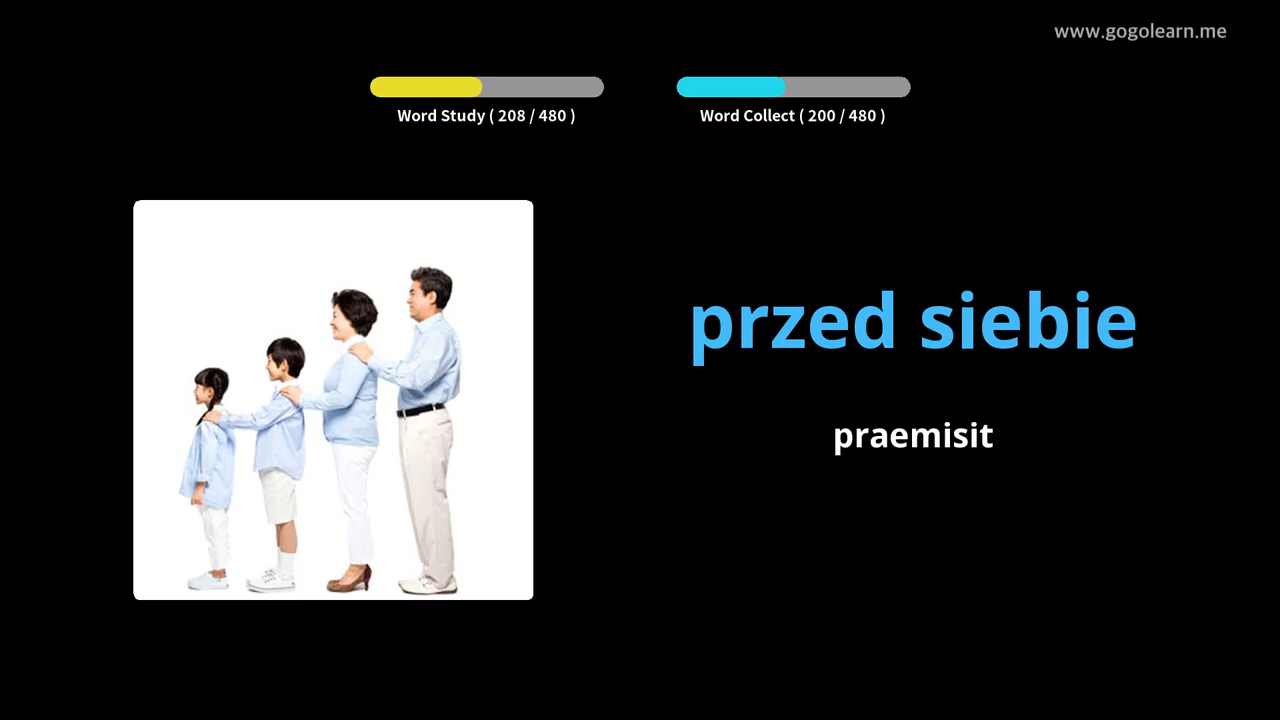 www.gogolearn.me
Word Study ( 208 / 480 )
Word Collect ( 200 / 480 )
przed siebie
praemisit